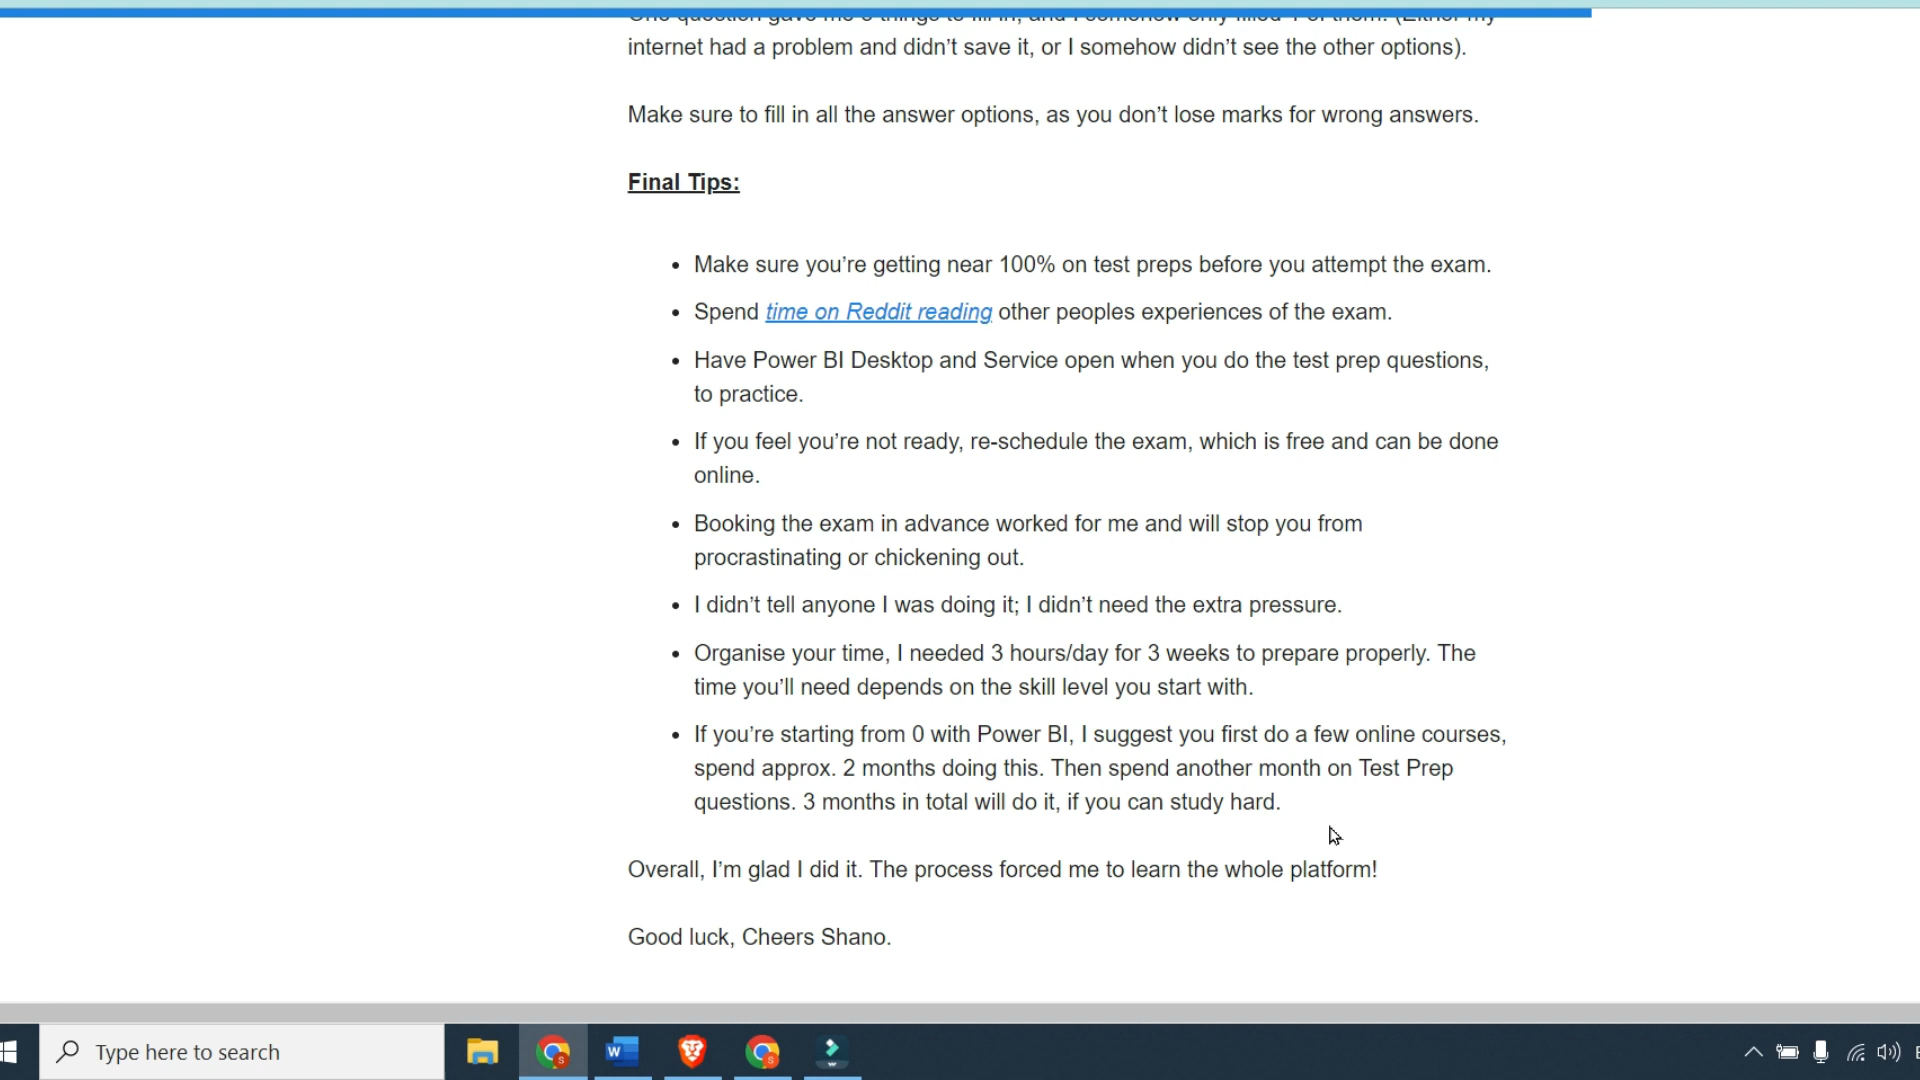 internet had a problem and didn’t save it, or I somehow didn’t see the other options).
Make sure to fill in all the answer options, as you don’t lose marks for wrong answers.
Final Tips:
• Make sure you’re getting near 100% on test preps before you attempt the exam.
• Spend time on Reddit reading other peoples experiences of the exam.
• Have Power BI Desktop and Service open when you do the test prep questions,
to practice.
• If you feel you’re not ready, re-schedule the exam, which is free and can be done
online.
• Booking the exam in advance worked for me and will stop you from
procrastinating or chickening out.
• I didn’t tell anyone I was doing it; I didn’t need the extra pressure.
• Organise your time, I needed 3 hours/day for 3 weeks to prepare properly. The
time you’ll need depends on the skill level you start with.
• If you’re starting from 0 with Power BI, I suggest you first do a few online courses,
spend approx. 2 months doing this. Then spend another month on Test Prep
questions. 3 months in total will do it, if you can study hard.
Overall, I’m glad I did it. The process forced me to learn the whole platform!
Good luck, Cheers Shano.
Type here to search